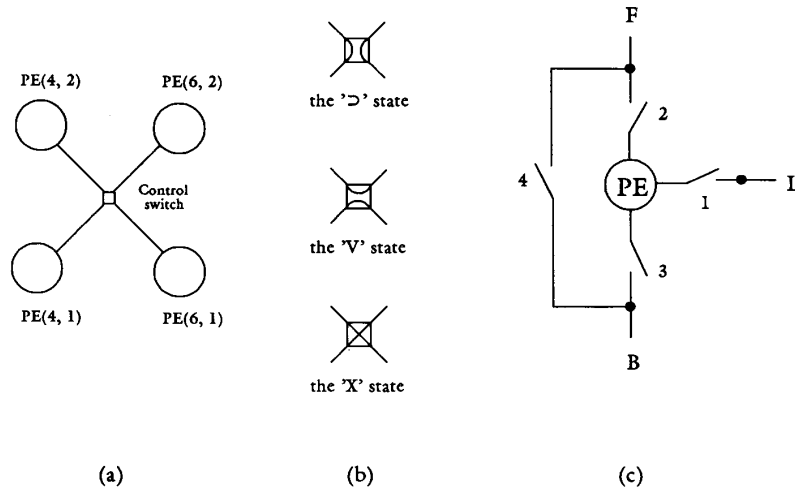 PE(4, 2)
PE(6, 2)
Control
switch
PE(4, 1)
PE(6, 1)
(a)
the '⊃' state
the 'V' state
the 'X' state
(b)
F
2
4
PE
1
I
3
B
(c)